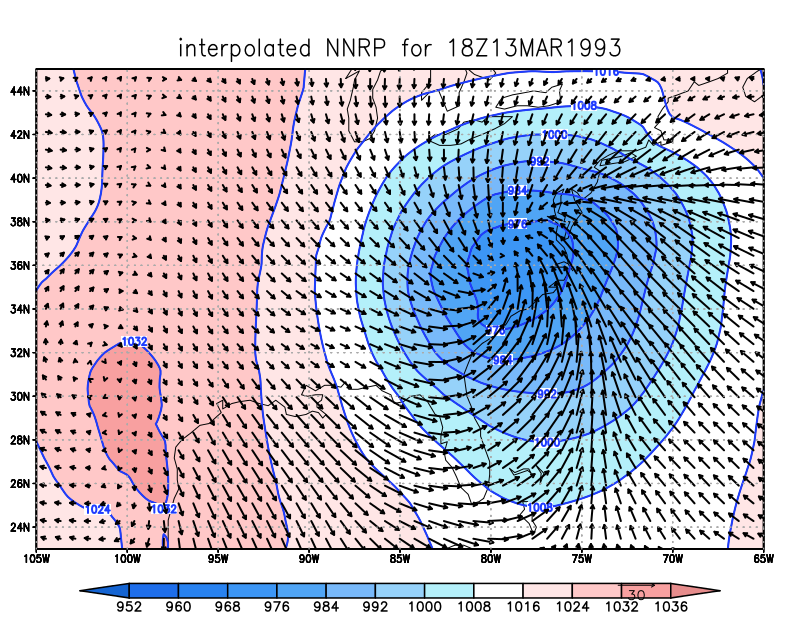 interpolated NNRP for 18Z13MAR1993
1016
44N
1008
42N
1000
992
40N
984
38N
976
36N
34N
976
1032
32N
984
30N
992
28N
1000
26N
1024
1032
1008
24N
105W 100W 95W 90W 85W 80W 75W 70W 65W
30
952 960 968 976 984 992 1000 1008 1016 1024 1032 1036